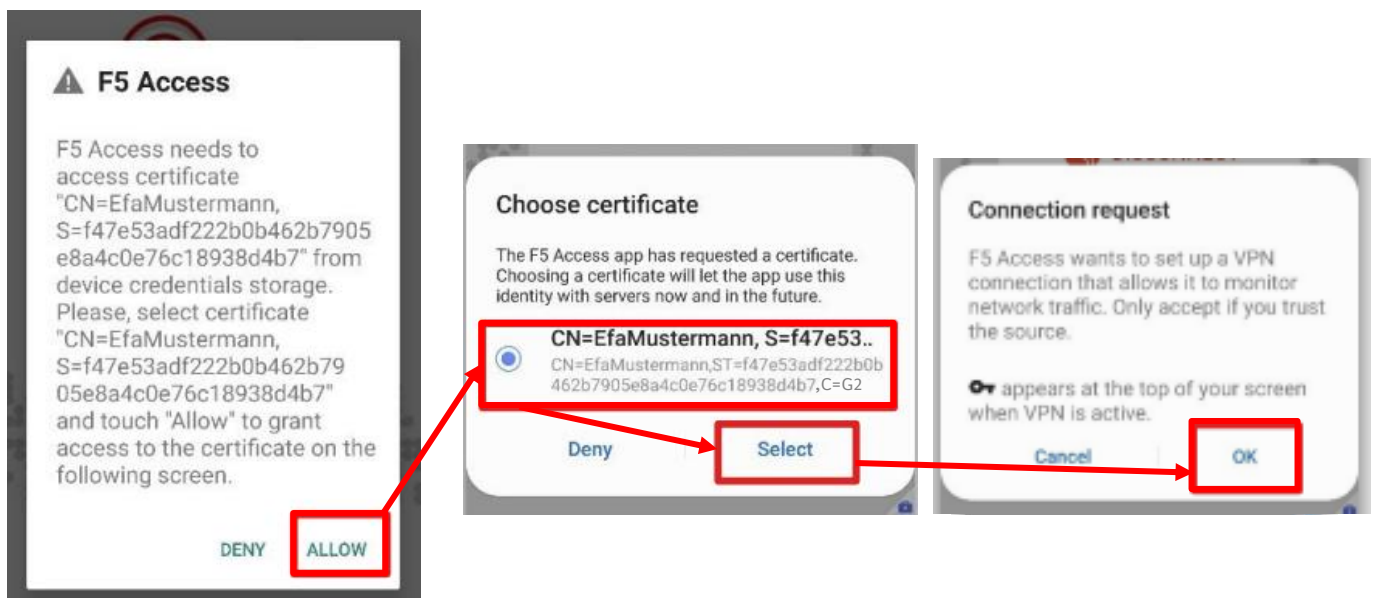 F5 Access
F5 Access needs to
access certificate
"CN=EfaMustermann,
S=f47e53adf222b0b462b7905
e8a4c0e76c18938d4b7" from
device credentials storage.
Please, select certificate
"CN=EfaMustermann,
S=f47e53adf222b0b462b79
05e8a4c0e76c18938d4b7"
and touch "Allow" to grant
access to the certificate on the
following screen.
DENY ALLOW
Choose certificate
The F5 Access app has requested a certificate.
Choosing a certificate will let the app use this
identity with servers now and in the future.
CN=EfaMustermann, S=f47e53..
CN=EfaMustermann,ST=f47e53adf222b0b
462b7905e8a4c0e76c18938d4b7,C=G2
Deny Select
Connection request
F5 Access wants to set up a VPN
connection that allows it to monitor
network traffic. Only accept if you trust
the source.
appears at the top of your screen
when VPN is active.
Cancel OK